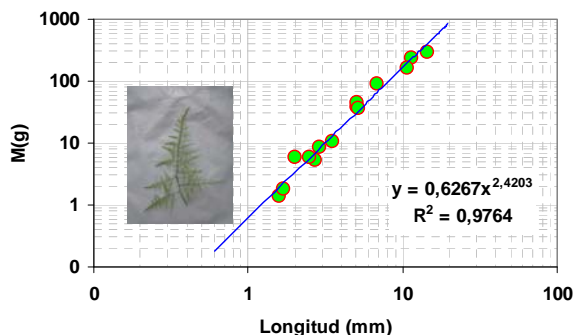 1000
100
10
1
0
M(g)
y = 0,6267x^2,4203
R² = 0,9764
0
1
10
100
Longitud (mm)